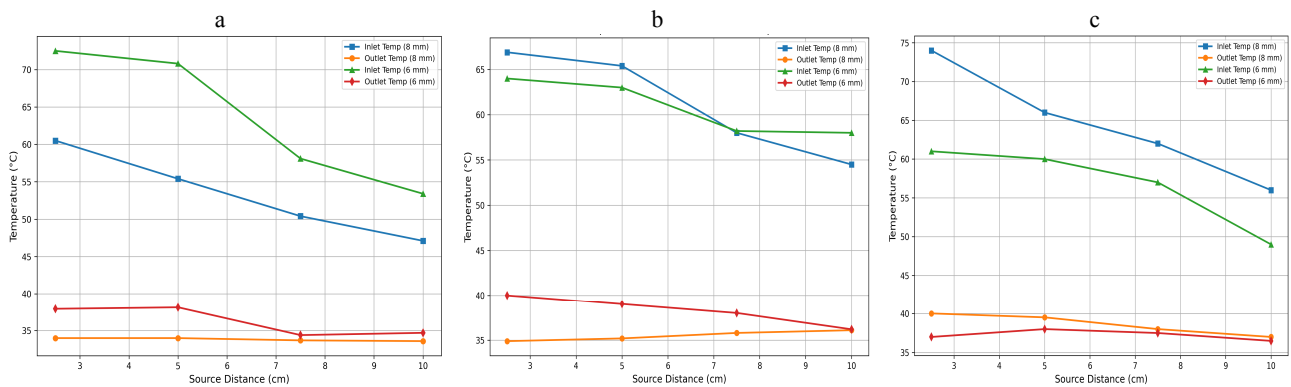 a
Inlet Temp (8 mm)
Outlet Temp (8 mm)
Inlet Temp (6 mm)
Outlet Temp (6 mm)
Temperature (°C)
70
65
60
55
50
45
40
35
3 4 5 6 7 8 9 10
Source Distance (cm)
b
Inlet Temp (8 mm)
Outlet Temp (8 mm)
Inlet Temp (6 mm)
Outlet Temp (6 mm)
Temperature (°C)
65
60
55
50
45
40
35
3 4 5 6 7 8 9 10
Source Distance (cm)
c
Inlet Temp (8 mm)
Outlet Temp (8 mm)
Inlet Temp (6 mm)
Outlet Temp (6 mm)
Temperature (°C)
75
70
65
60
55
50
45
40
35
3 4 5 6 7 8 9 10
Source Distance (cm)